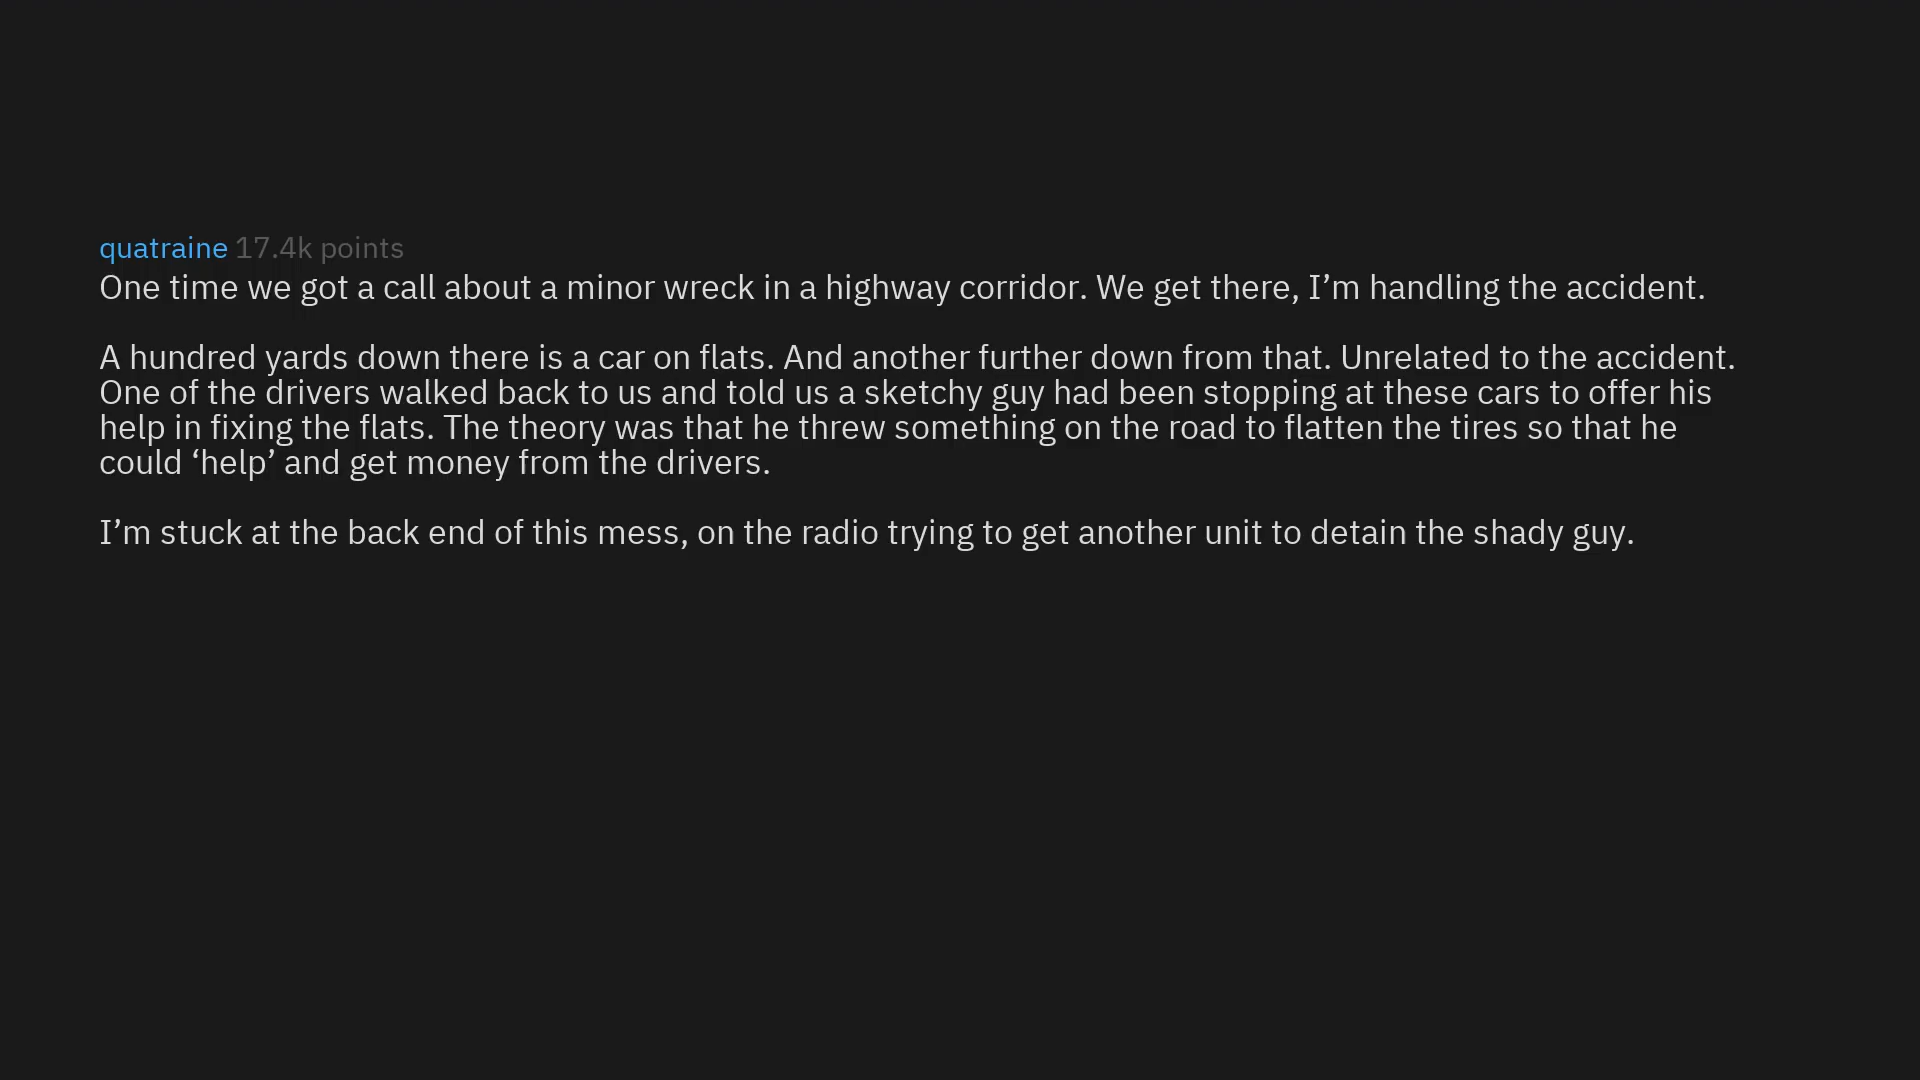 quatraine 17.4k points
One time we got a call about a minor wreck in a highway corridor. We get there, I’m handling the accident.
A hundred yards down there is a car on flats. And another further down from that. Unrelated to the accident.
One of the drivers walked back to us and told us a sketchy guy had been stopping at these cars to offer his
help in fixing the flats. The theory was that he threw something on the road to flatten the tires so that he
could ‘help’ and get money from the drivers.
I’m stuck at the back end of this mess, on the radio trying to get another unit to detain the shady guy.